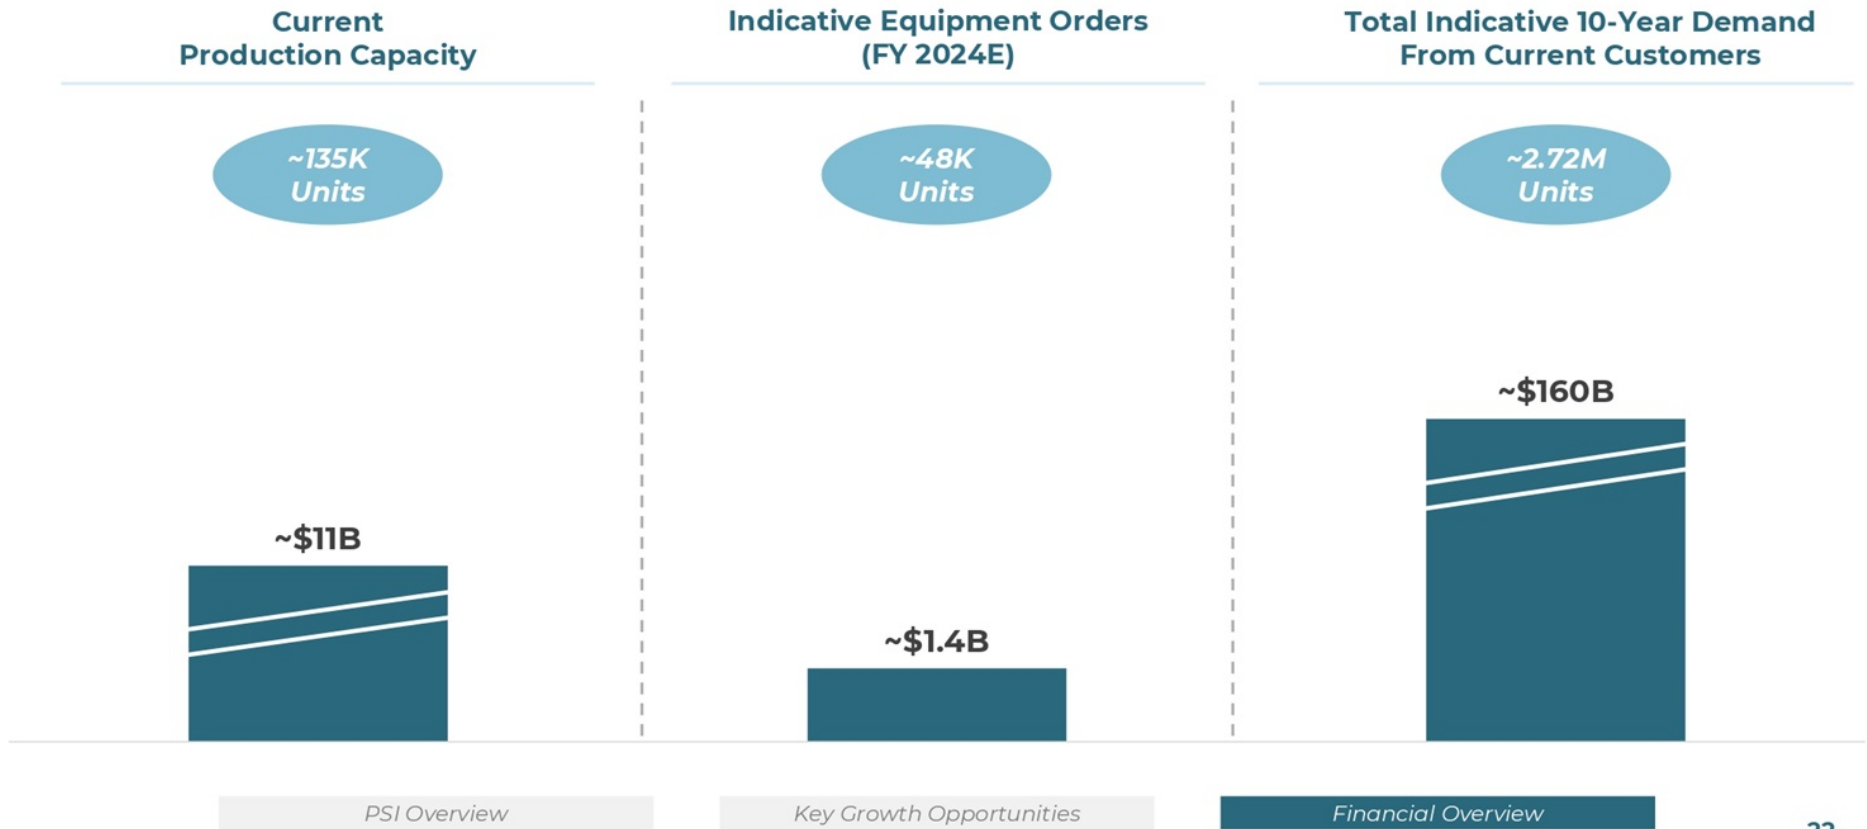 Current
Production Capacity
Indicative Equipment Orders
(FY 2024E)
Total Indicative 10-Year Demand
From Current Customers
~135K
Units
~48K
Units
~2.72M
Units
~$11B
~$1.4B
~$160B
PSI Overview
Key Growth Opportunities
Financial Overview